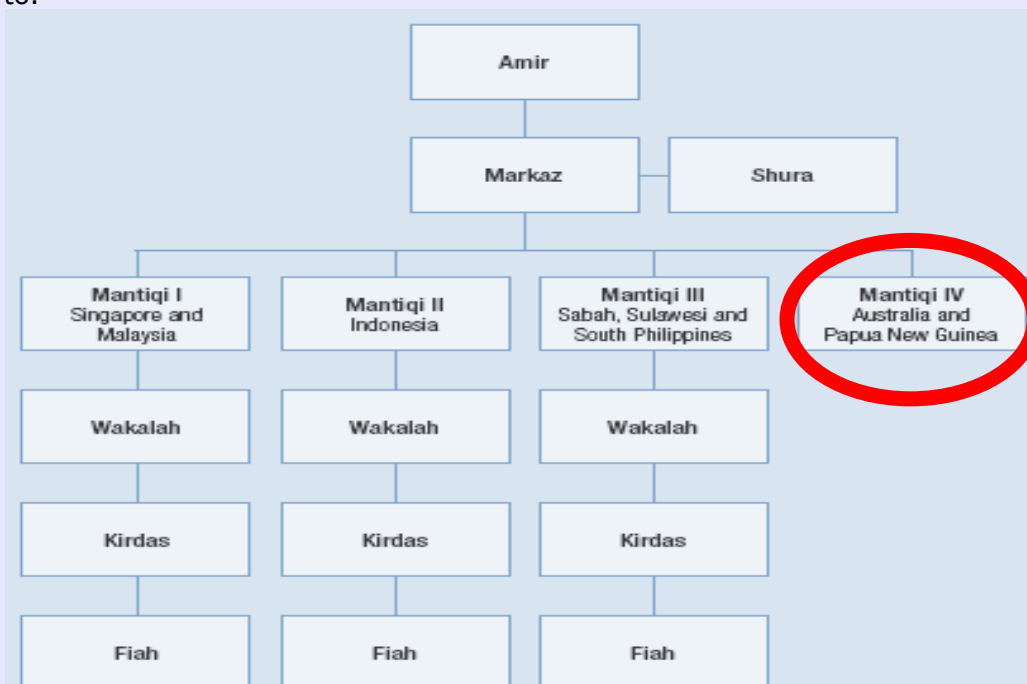 Amir
Markaz
Shura
Mantiqi I
Singapore and
Malaysia
Mantiqi II
Indonesia
Mantiqi III
Sabah, Sulawesi and
South Philippines
Mantiqi IV
Australia and
Papua New Guinea
Wakalah
Wakalah
Wakalah
Kirdas
Kirdas
Kirdas
Fiah
Fiah
Fiah